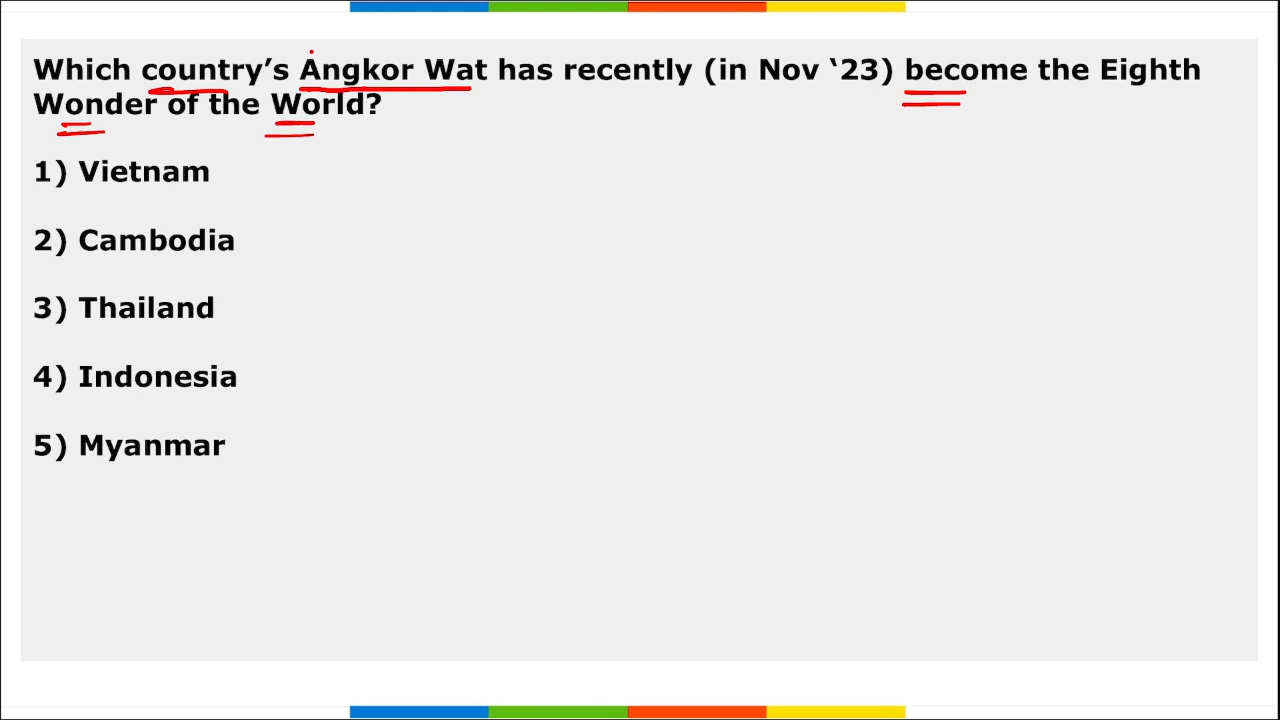 Which country’s Angkor Wat has recently (in Nov ‘23) become the Eighth
Wonder of the World?
1) Vietnam
2) Cambodia
3) Thailand
4) Indonesia
5) Myanmar